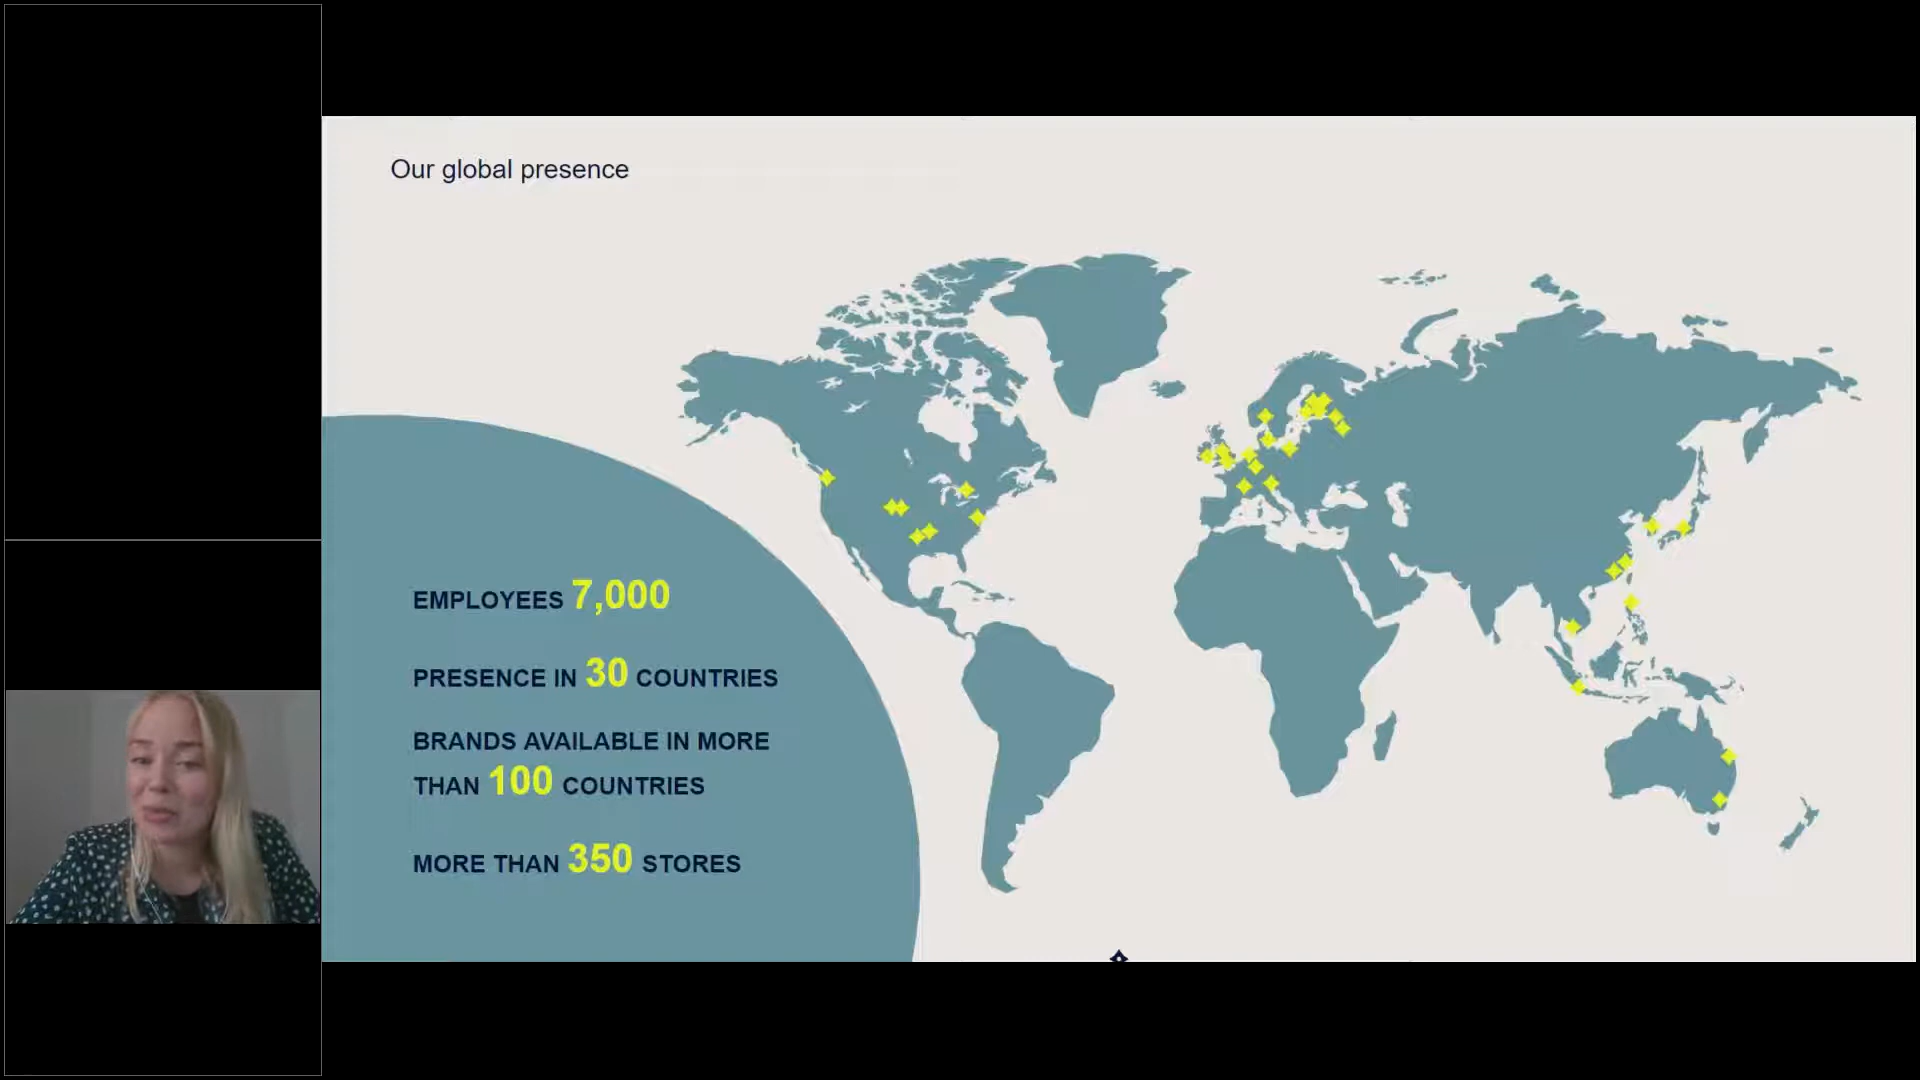 Our global presence
EMPLOYEES 7,000
PRESENCE IN 30 COUNTRIES
BRANDS AVAILABLE IN MORE
THAN 100 COUNTRIES
MORE THAN 350 STORES